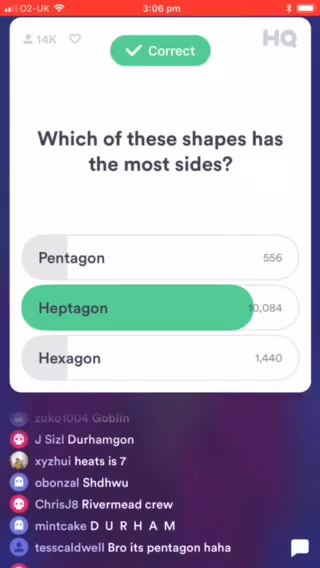 O2-UK 3:06 pm
14K
Correct
HQ
Which of these shapes has
the most sides?
Pentagon 556
Heptagon 10,084
Hexagon 1,440
zuko1004 Goblin
J Sizl Durhamgon
xyzhui heats is 7
obonzal Shdhwu
ChrisJ8 Rivermead crew
mintcake D U R H A M
tesscaldwell Bro its pentagon haha